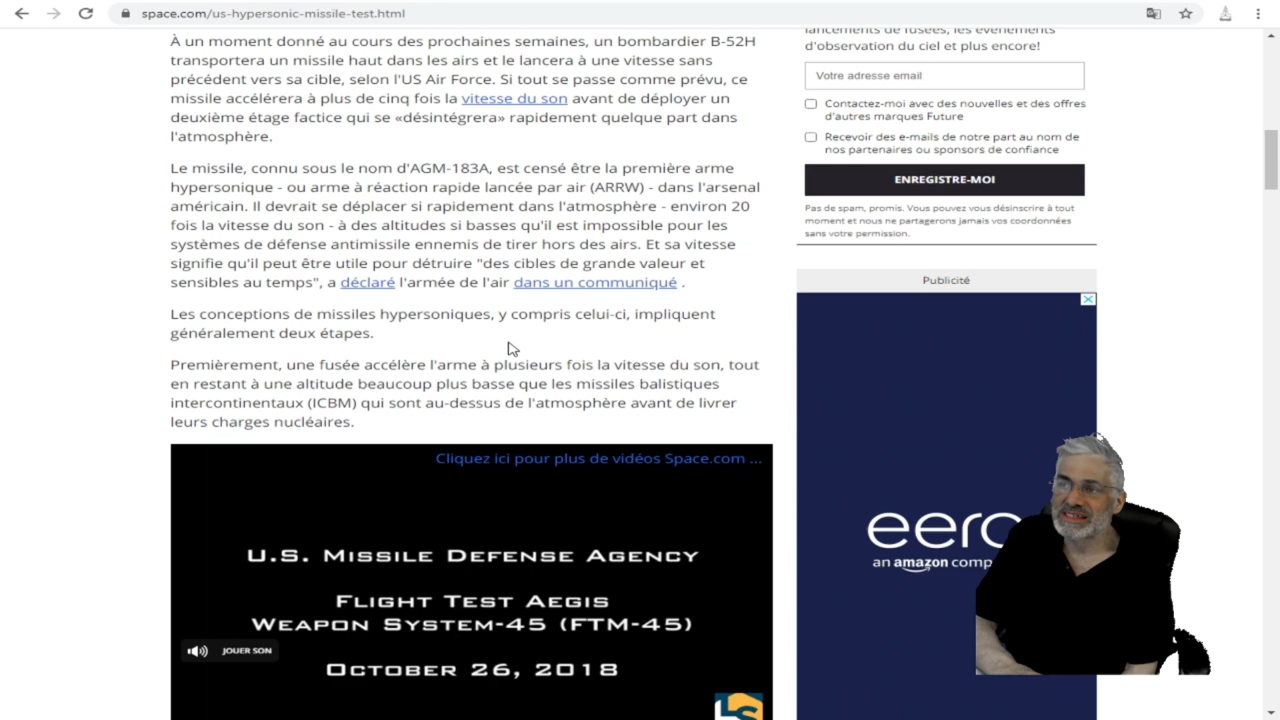 space.com/us-hypersonic-missile-test.html
À un moment donné au cours des prochaines semaines, un bombardier B-52H
transportera un missile haut dans les airs et le lancera à une vitesse sans
précédent vers sa cible, selon l'US Air Force. Si tout se passe comme prévu, ce
missile accélérera à plus de cinq fois la vitesse du son avant de déployer un
deuxième étage factice qui se «désintégrera» rapidement quelque part dans
l'atmosphère.
Le missile, connu sous le nom d'AGM-183A, est censé être la première arme
hypersonique - ou arme à réaction rapide lancée par air (ARRW) - dans l'arsenal
américain. Il devrait se déplacer si rapidement dans l'atmosphère - environ 20
fois la vitesse du son - à des altitudes si basses qu'il est impossible pour les
systèmes de défense antimissile ennemis de tirer hors des airs. Et sa vitesse
signifie qu'il peut être utile pour détruire "des cibles de grande valeur et
sensibles au temps", a déclaré l'armée de l'air dans un communiqué .
Les conceptions de missiles hypersoniques, y compris celui-ci, impliquent
généralement deux étapes.
Premièrement, une fusée accélère l'arme à plusieurs fois la vitesse du son, tout
en restant à une altitude beaucoup plus basse que les missiles balistiques
intercontinentaux (ICBM) qui sont au-dessus de l'atmosphère avant de livrer
leurs charges nucléaires.
Cliquez ici pour plus de vidéos Space.com ...
U.S. Missile Defense Agency
Flight Test Aegis
Weapon System-45 (FTM-45)
JOUER SON
October 26, 2018
LS
lancements de fusées, les événements
d'observation du ciel et plus encore!
Votre adresse email
Contactez-moi avec des nouvelles et des offres
d'autres marques Future
Recevoir des e-mails de notre part au nom de
nos partenaires ou sponsors de confiance
ENREGISTRE-MOI
Pas de spam, promis. Vous pouvez vous désinscrire à tout
moment et nous ne partagerons jamais vos coordonnées
sans votre permission.
Publicité
eero
an amazon comp